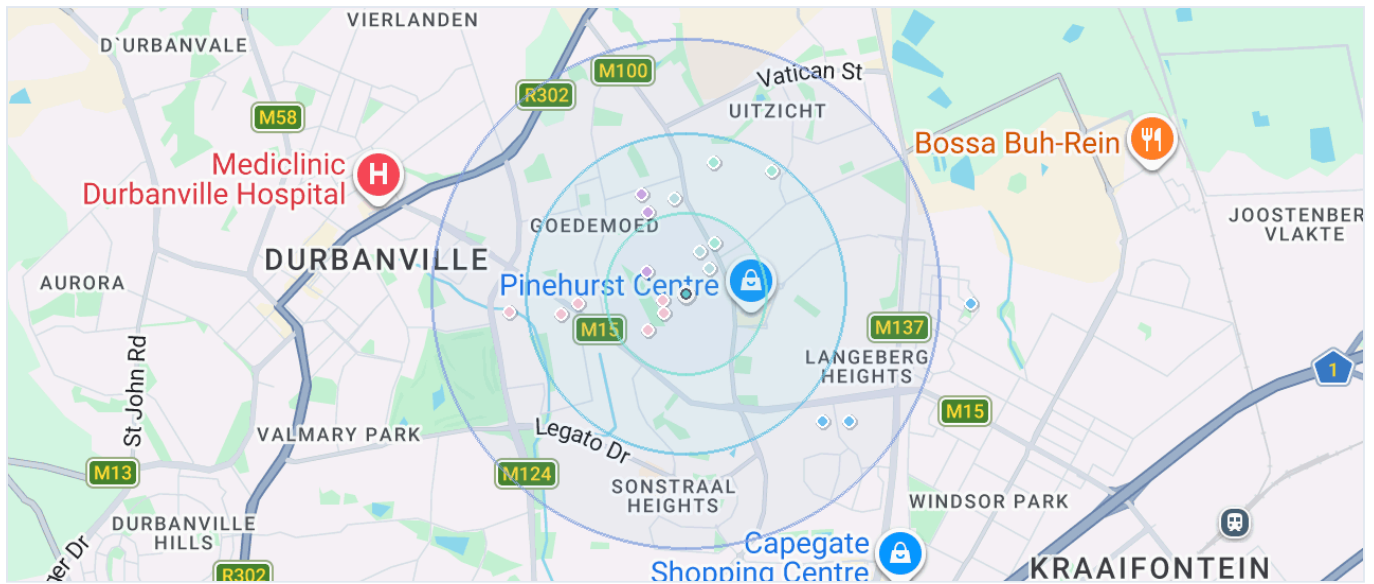 VIERLANDEN
D`URBANVALE
M100
Vatican St
R302
UITZICHT
M58
Bossa Buh-Rein
Mediclinic
Durbanville Hospital
JOOSTENBER
VLAKTE
GOEDEMOED
DURBANVILLE
AURORA
Pinehurst Centre
M15
M137
St John Rd
LANGEBERG
HEIGHTS
1
M15
VALMARY PARK
Legato Dr
M13
M124
SONSTRAAL
HEIGHTS
WINDSOR PARK
DURBANVILLE
HILLS
H
ger Dr
R302
Capegate
Shopping Centre
KRAAIFONTEIN